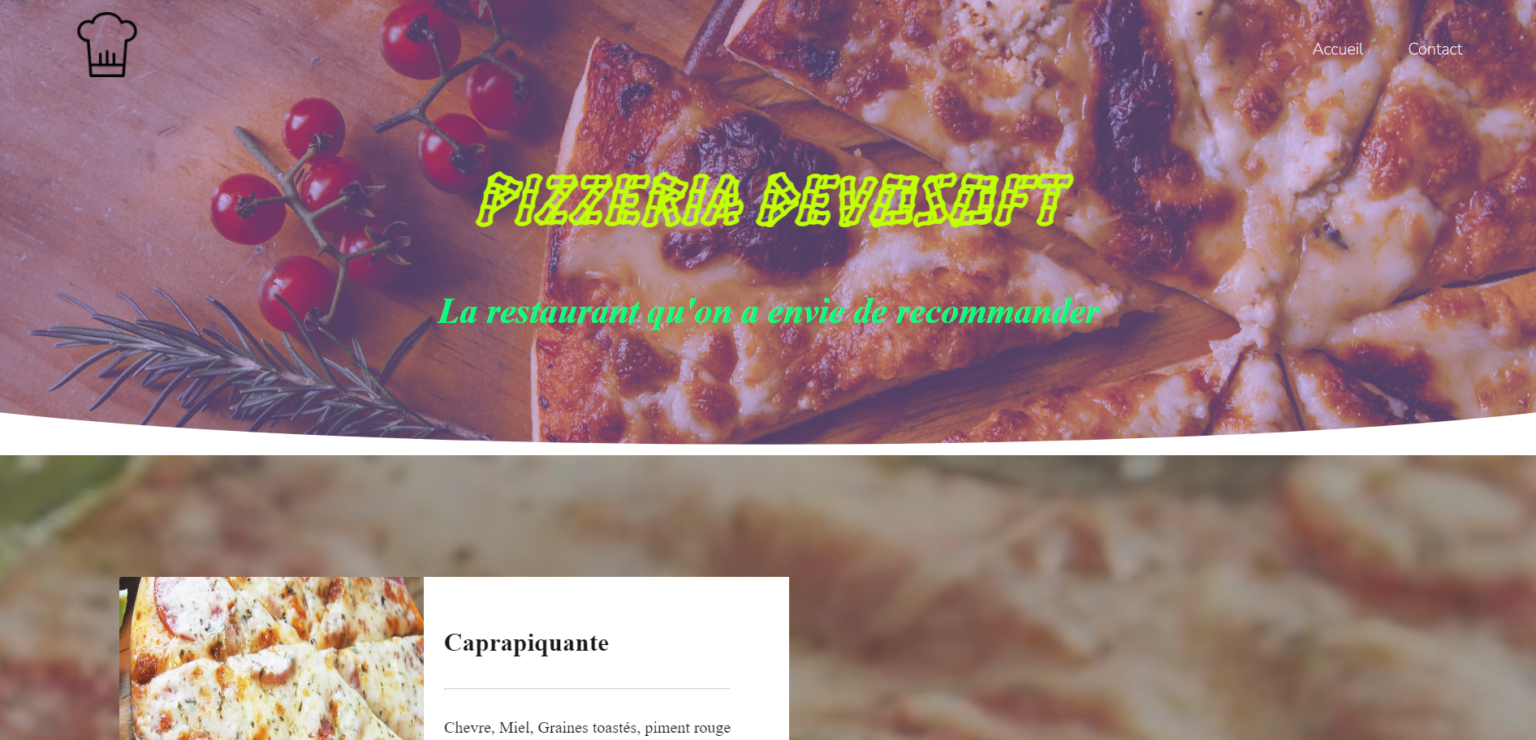 Accueil Contact
PIZZERIA DEVOSOFT
La restaurant qu'on a envie de recommander
Caprapiquante
Chevre, Miel, Graines toastés, piment rouge